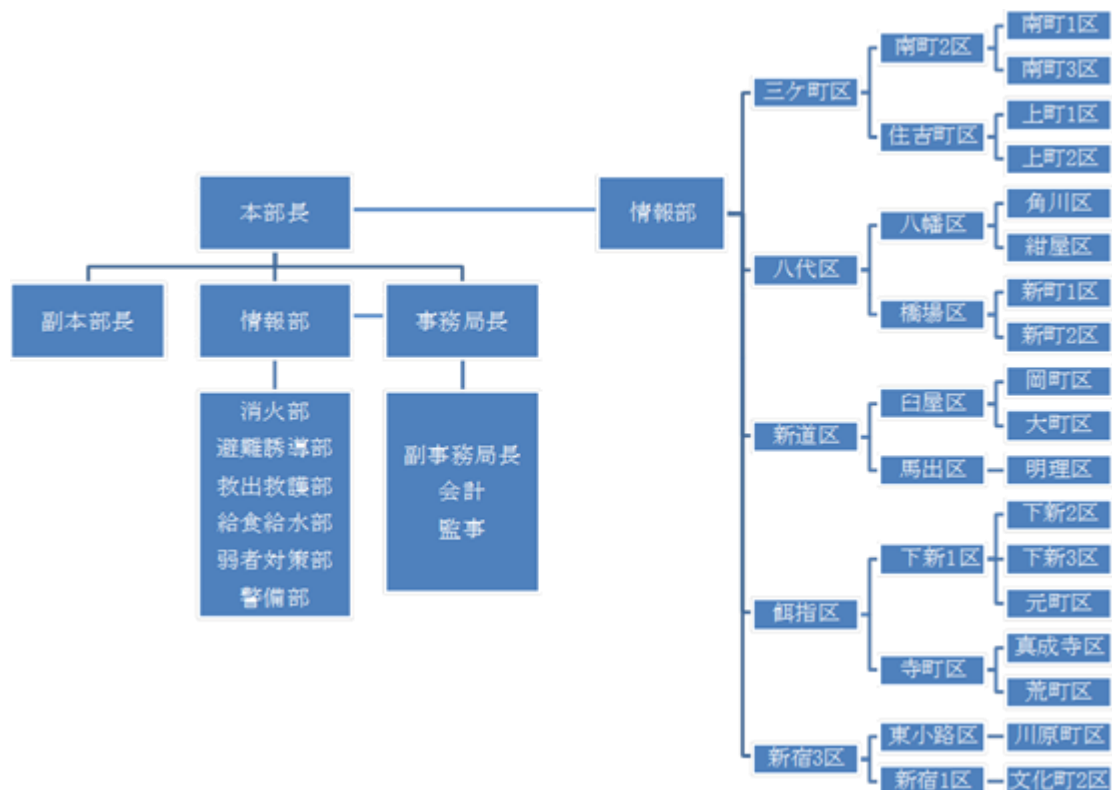 本部長
情報部
副本部長
情報部
事務局長
消火部
避難誘導部
救出救護部
給食給水部
弱者対策部
警備部
副事務局長
会計
監事
三ケ町区
南町2区
南町1区
南町3区
住吉町区
上町1区
上町2区
八代区
八幡区
角川区
紺屋区
橋場区
新町1区
新町2区
新道区
臼屋区
岡町区
大町区
馬出区
明理区
餌指区
下新1区
下新2区
下新3区
元町区
寺町区
真成寺区
荒町区
新宿3区
東小路区
川原町区
新宿1区
文化町2区